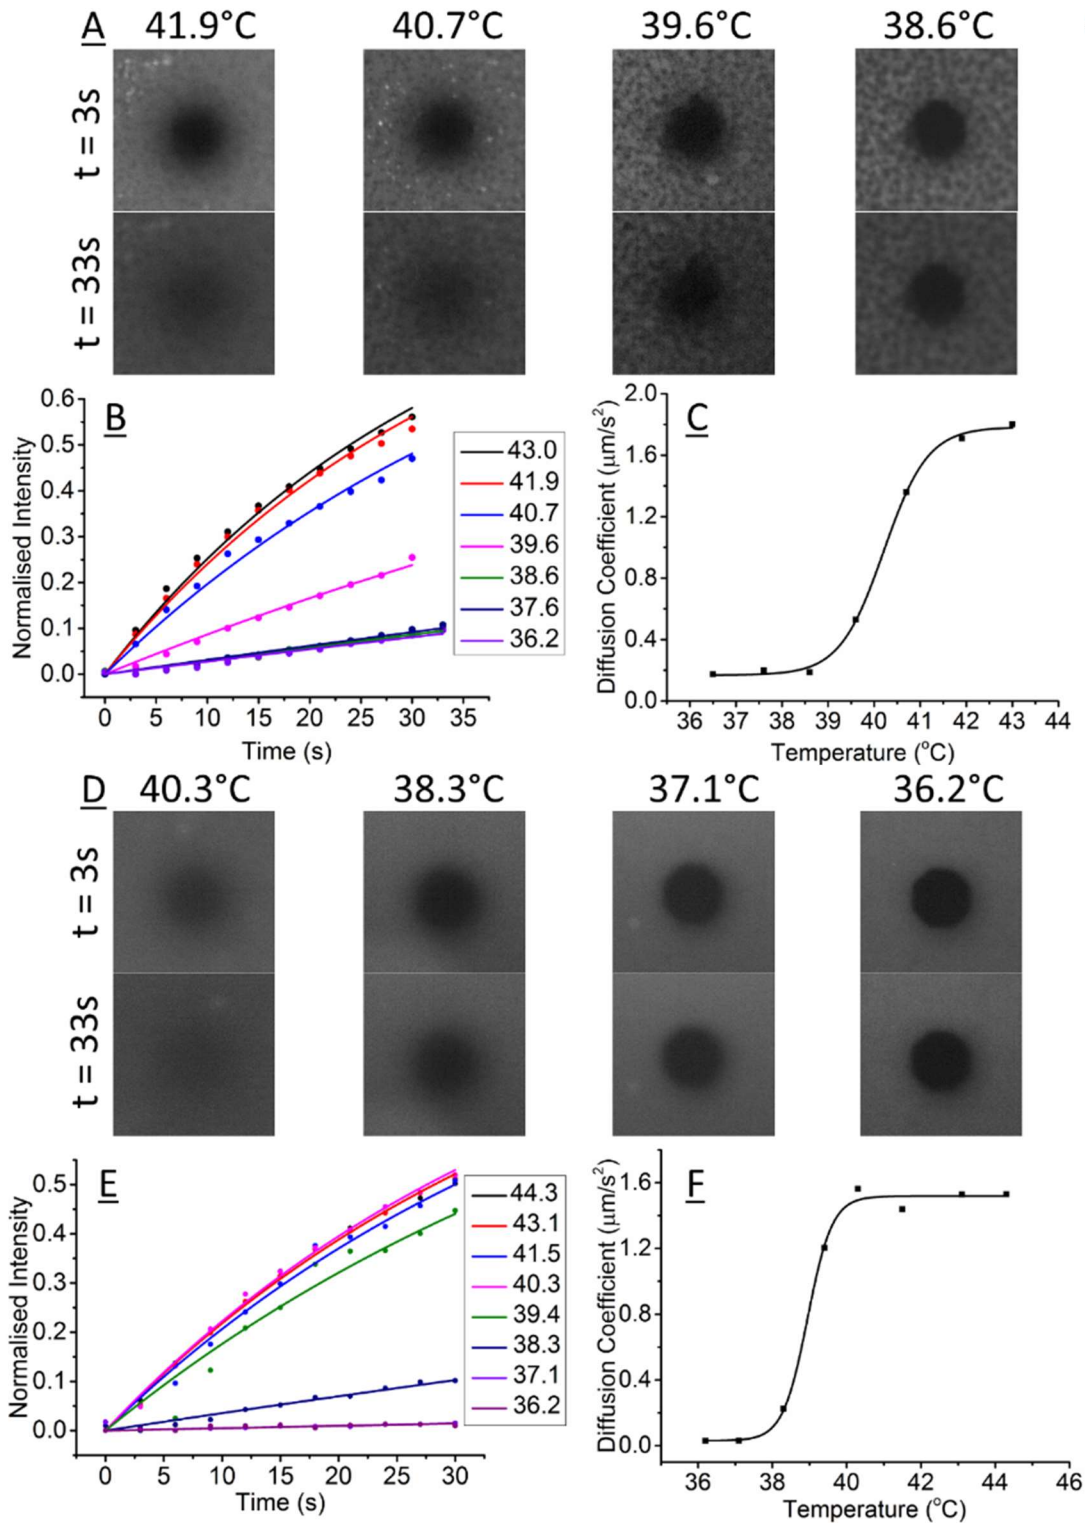 A 41.9°C 40.7°C 39.6°C 38.6°C
t = 3s
t = 33s
B
Normalised Intensity
0.6
0.5
0.4
0.3
0.2
0.1
0.0
0 5 10 15 20 25 30 35
Time (s)
43.0
41.9
40.7
39.6
38.6
37.6
36.2
C
Diffusion Coefficient (μm/s²)
2.0
1.6
1.2
0.8
0.4
0.0
36 37 38 39 40 41 42 43 44
Temperature (°C)
D 40.3°C 38.3°C 37.1°C 36.2°C
t = 3s
t = 33s
E
Normalised Intensity
0.5
0.4
0.3
0.2
0.1
0.0
0 5 10 15 20 25 30
Time (s)
44.3
43.1
41.5
40.3
39.4
38.3
37.1
36.2
F
Diffusion Coefficient (μm/s²)
1.6
1.2
0.8
0.4
0.0
36 38 40 42 44 46
Temperature (°C)